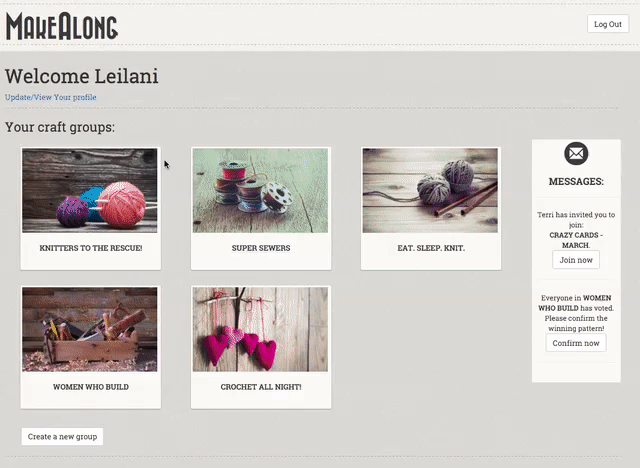 MAKEALONG
Log Out
Welcome Leilani
Update/View Your profile
Your craft groups:
KNITTERS TO THE RESCUE!
SUPER SEWERS
EAT. SLEEP. KNIT.
WOMEN WHO BUILD
CROCHET ALL NIGHT!
Create a new group
MESSAGES:
Terri has invited you to
join:
CRAZY CARDS -
MARCH.
Join now
Everyone in WOMEN
WHO BUILD has voted.
Please confirm the
winning pattern!
Confirm now